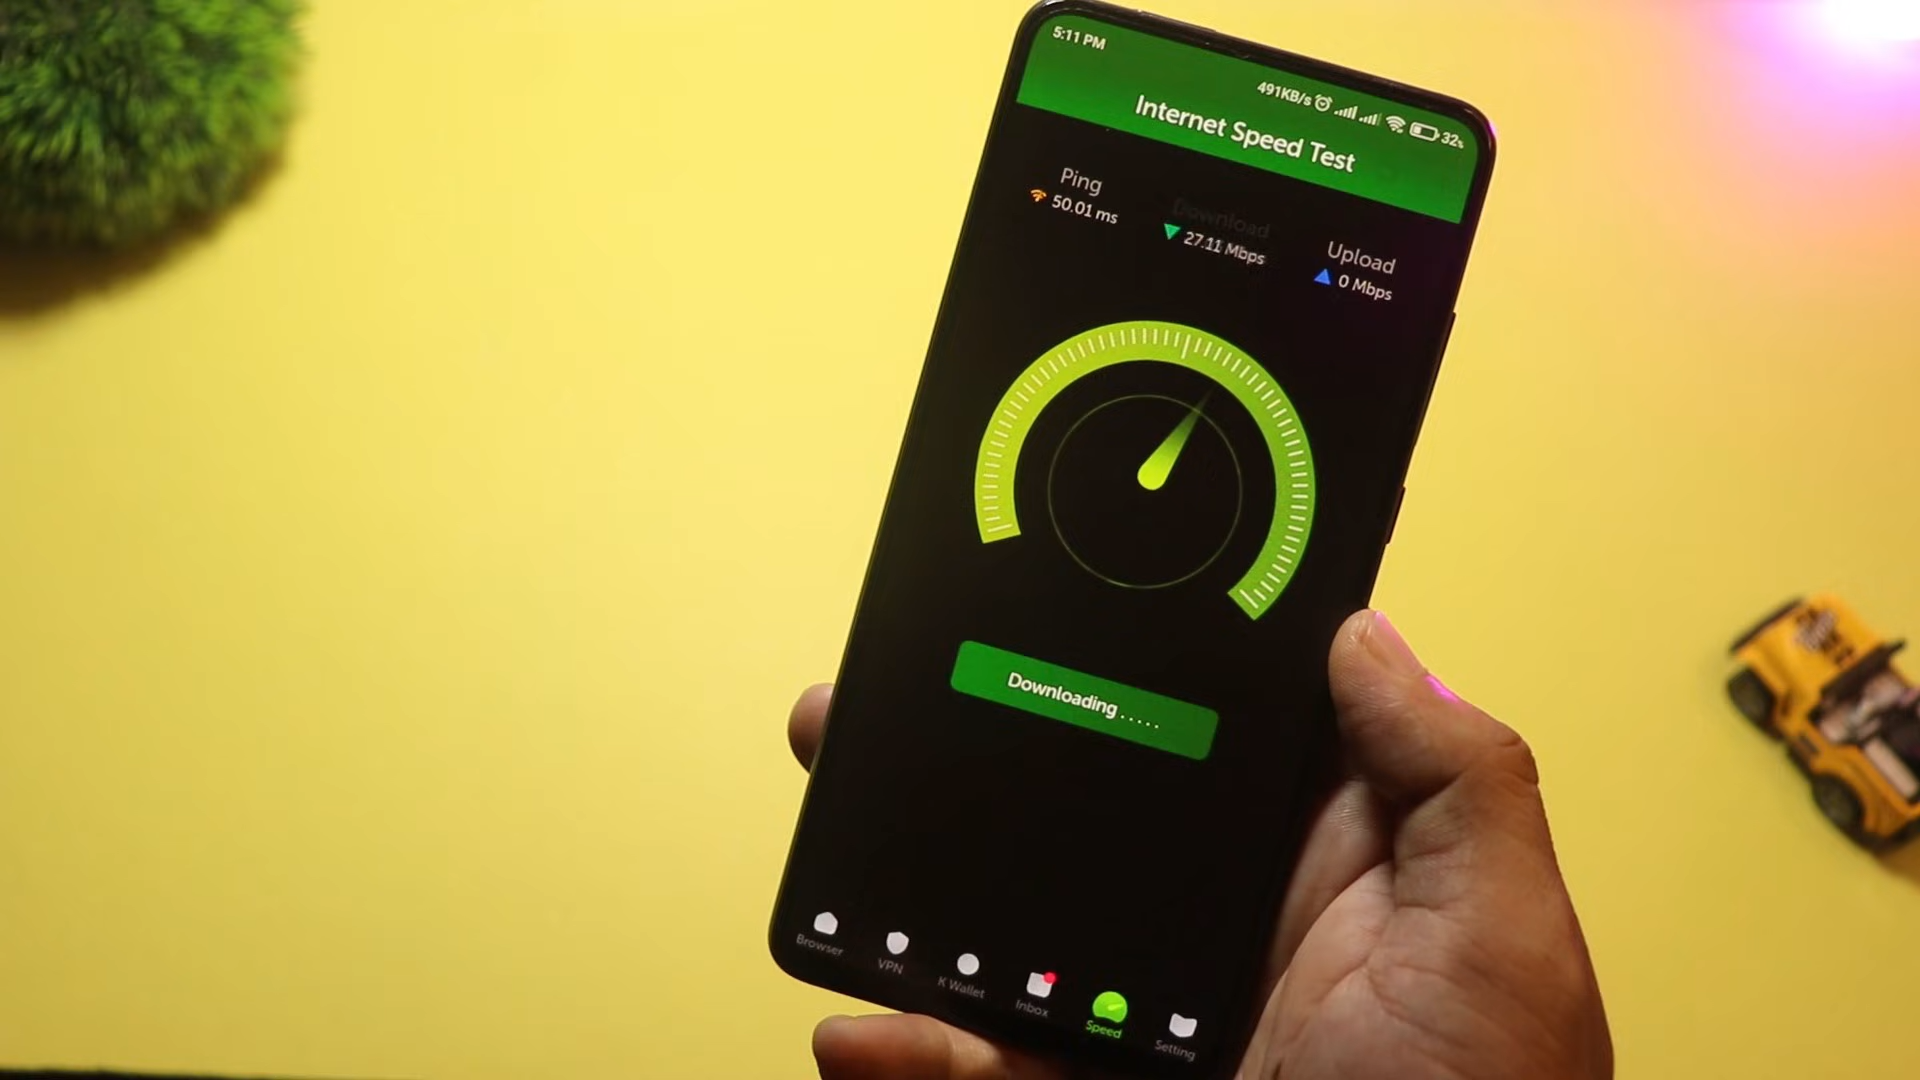 5:11 PM
491KB/s 32%
Internet Speed Test
Ping
50.01 ms
Download
27.11 Mbps
Upload
0 Mbps
Downloading.....
Browser
VPN
K Wallet
Inbox
Speed
Setting